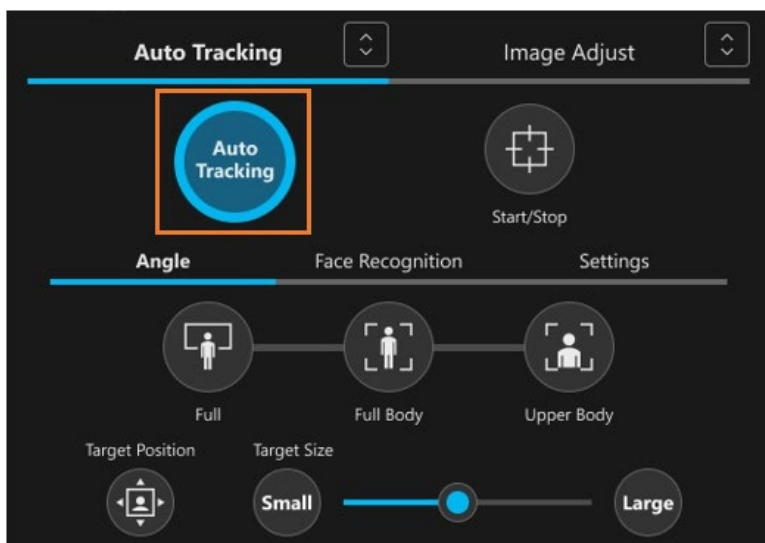 Auto Tracking
Image Adjust
Auto
Tracking
Start/Stop
Angle
Face Recognition
Settings
Full
Full Body
Upper Body
Target Position
Target Size
Small
Large